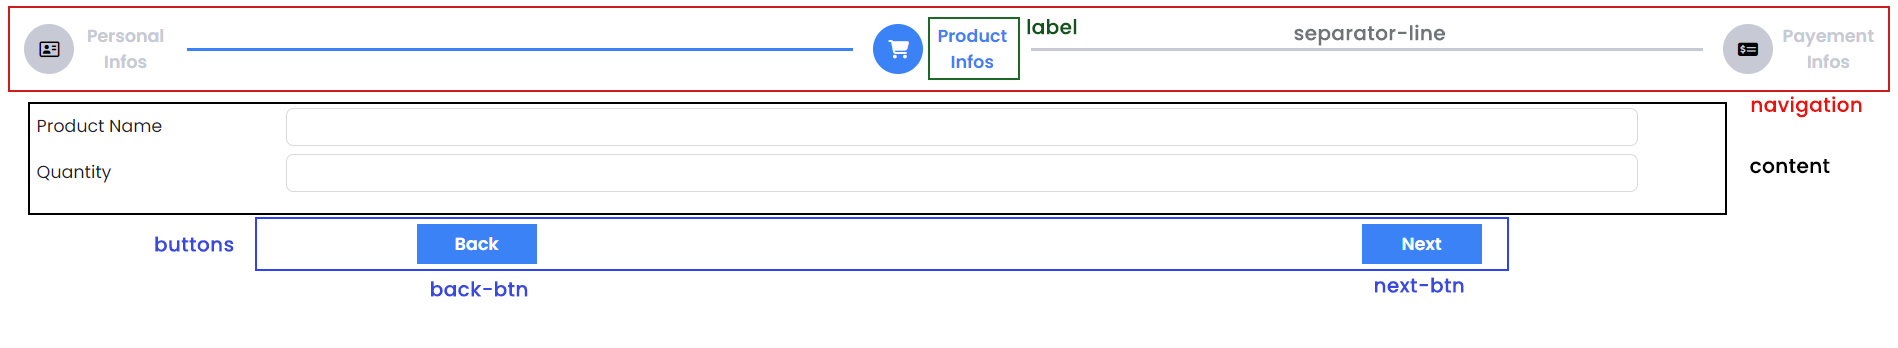 Personal
Infos
Product
Infos
label
separator-line
Payement
Infos
navigation
Product Name
content
Quantity
buttons
Back
Next
back-btn
next-btn